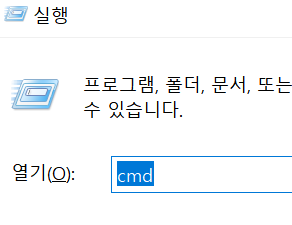 실행
프로그램, 폴더, 문서, 또는
수 있습니다.
열기(O): cmd